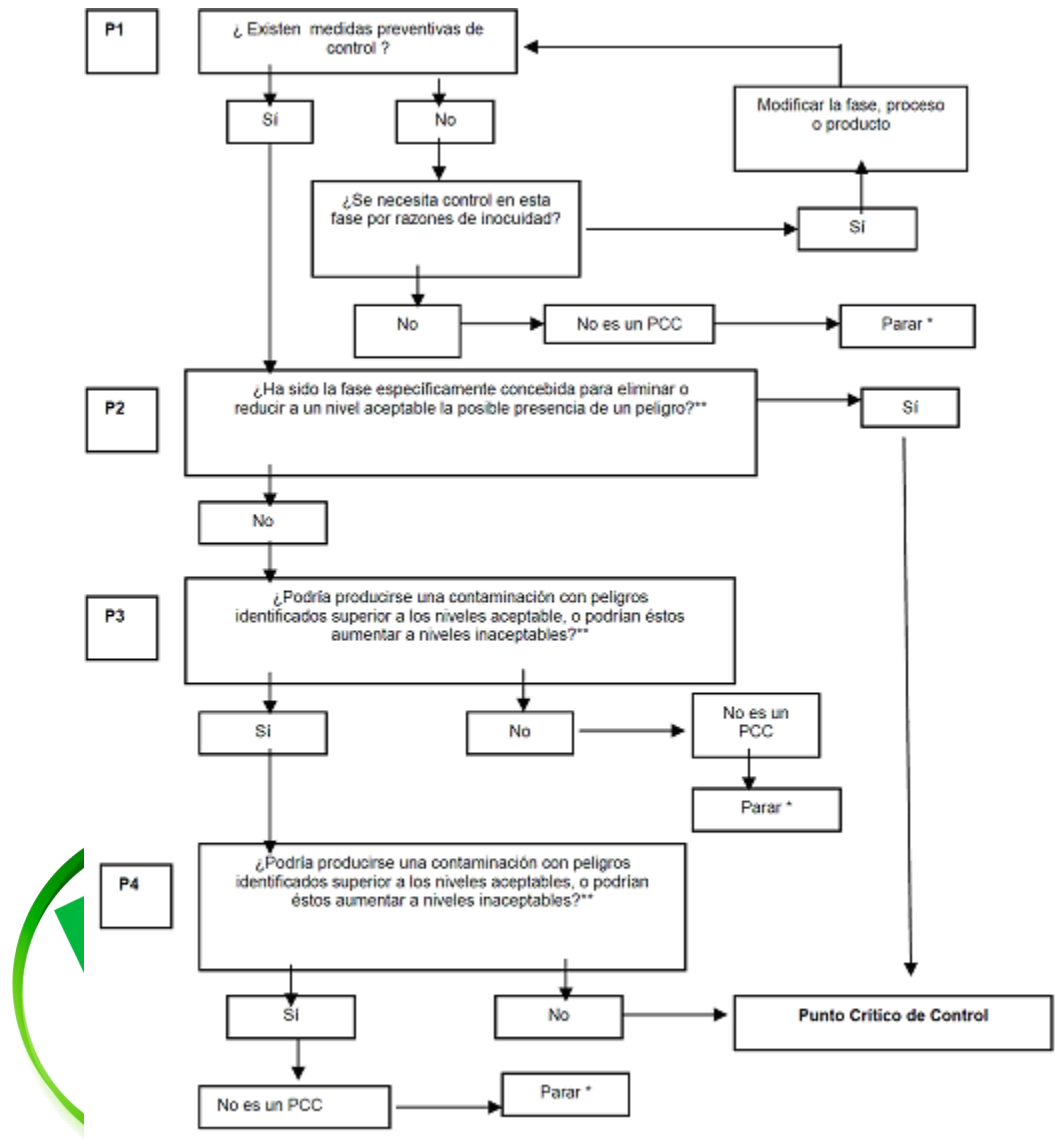 P1
¿ Existen medidas preventivas de
control ?
Modificar la fase, proceso
o producto
Sí
No
¿Se necesita control en esta
fase por razones de inocuidad?
Sí
No
No es un PCC
Parar *
P2
¿Ha sido la fase específicamente concebida para eliminar o
reducir a un nivel aceptable la posible presencia de un peligro?**
Sí
No
P3
¿Podría producirse una contaminación con peligros
identificados superior a los niveles aceptable, o podrían éstos
aumentar a niveles inaceptables?**
Sí
No
No es un
PCC
Parar *
P4
¿Podría producirse una contaminación con peligros
identificados superior a los niveles aceptables, o podrían
éstos aumentar a niveles inaceptables?**
Sí
No
Punto Crítico de Control
No es un PCC
Parar *